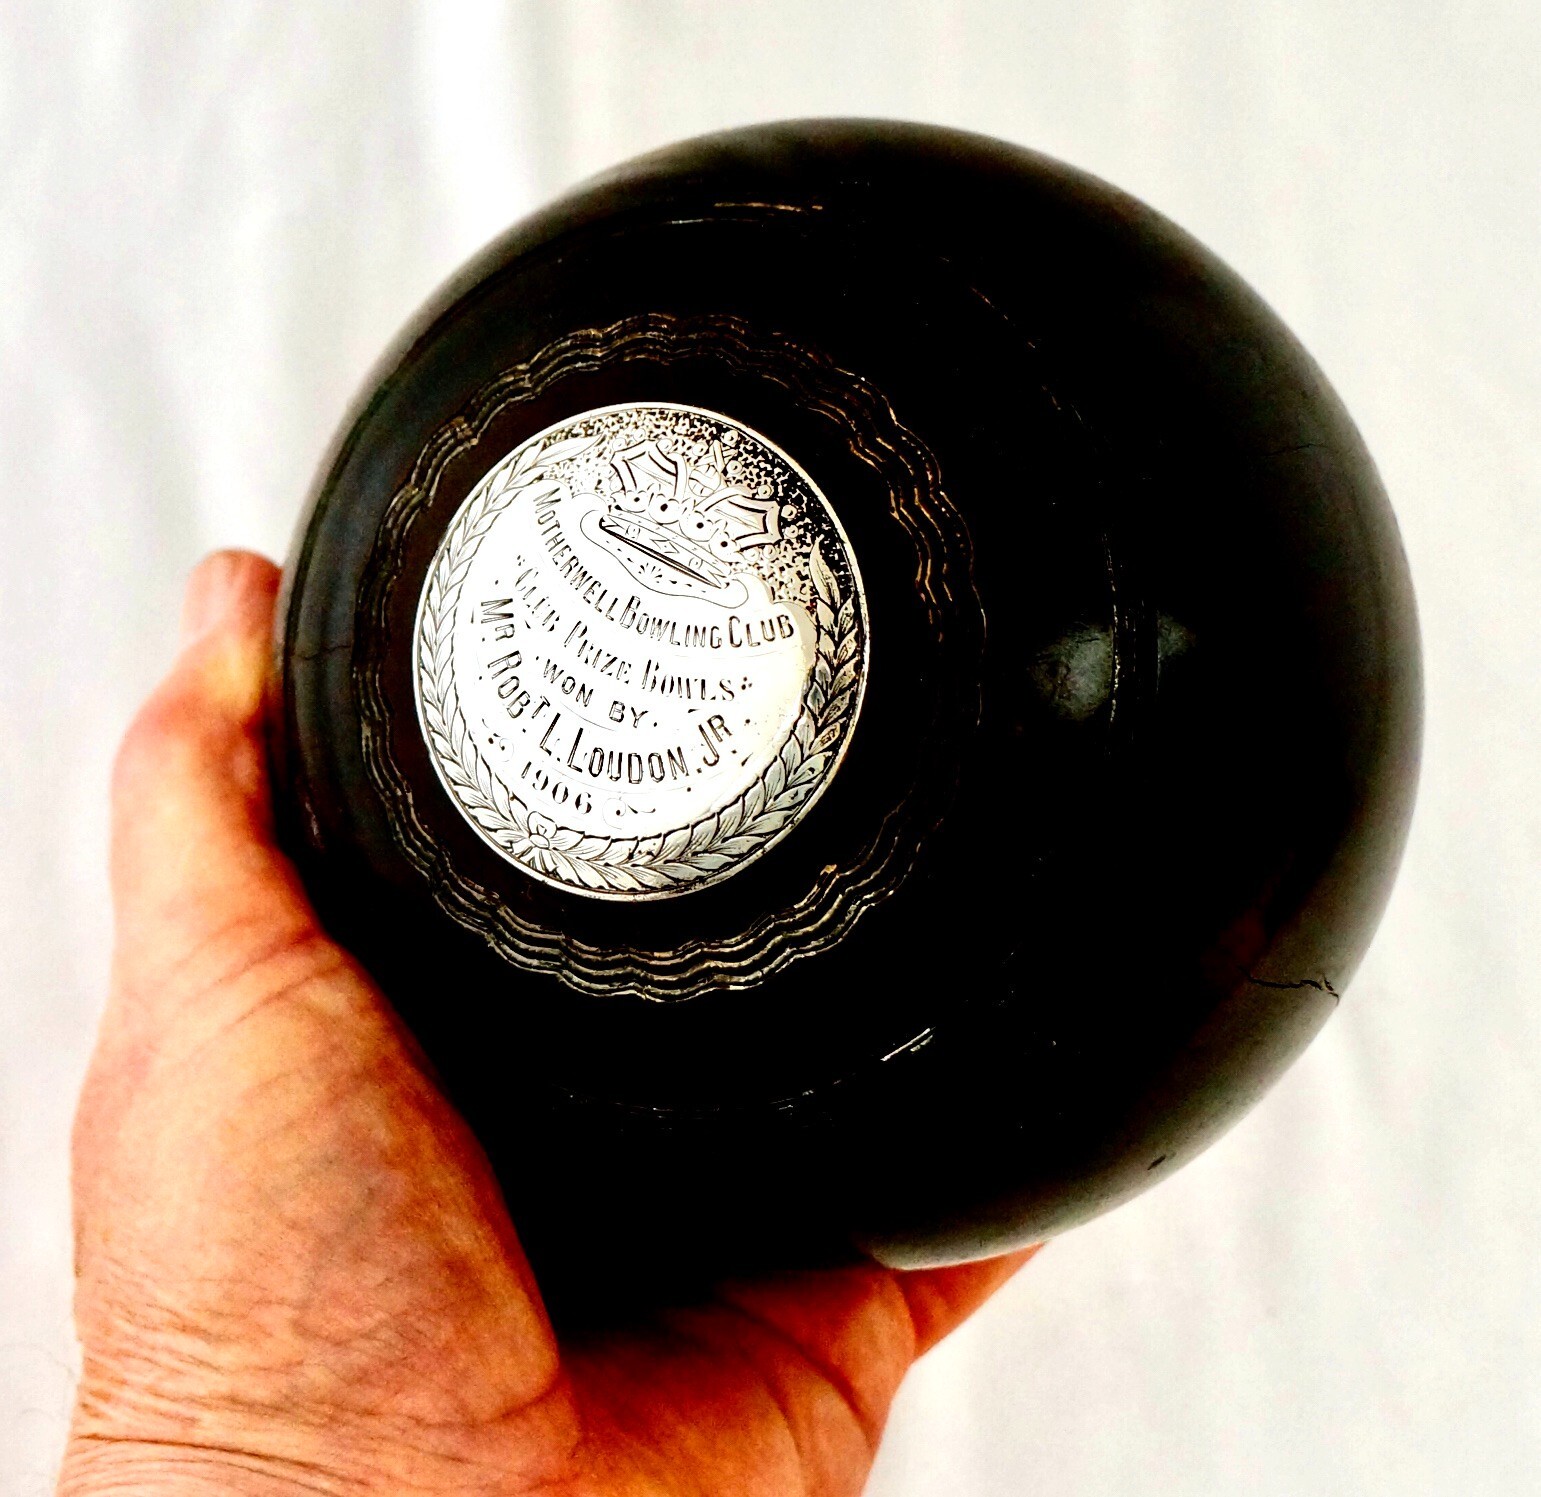 MOTHERWELL BOWLING CLUB
"CLUB PRIZE BOWLS"
·WON BY·
MR ROBT L. LOUDON. JR.
1906